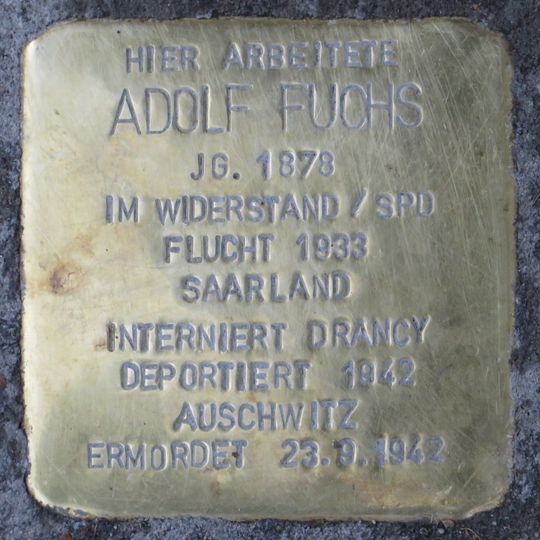 HIER ARBEITETE
ADOLF FUCHS
JG. 1878
IM WIDERSTAND / SPD
FLUCHT 1933
SAARLAND
INTERNIERT DRANCY
DEPORTIERT 1942
AUSCHWITZ
ERMORDET 23.9.1942